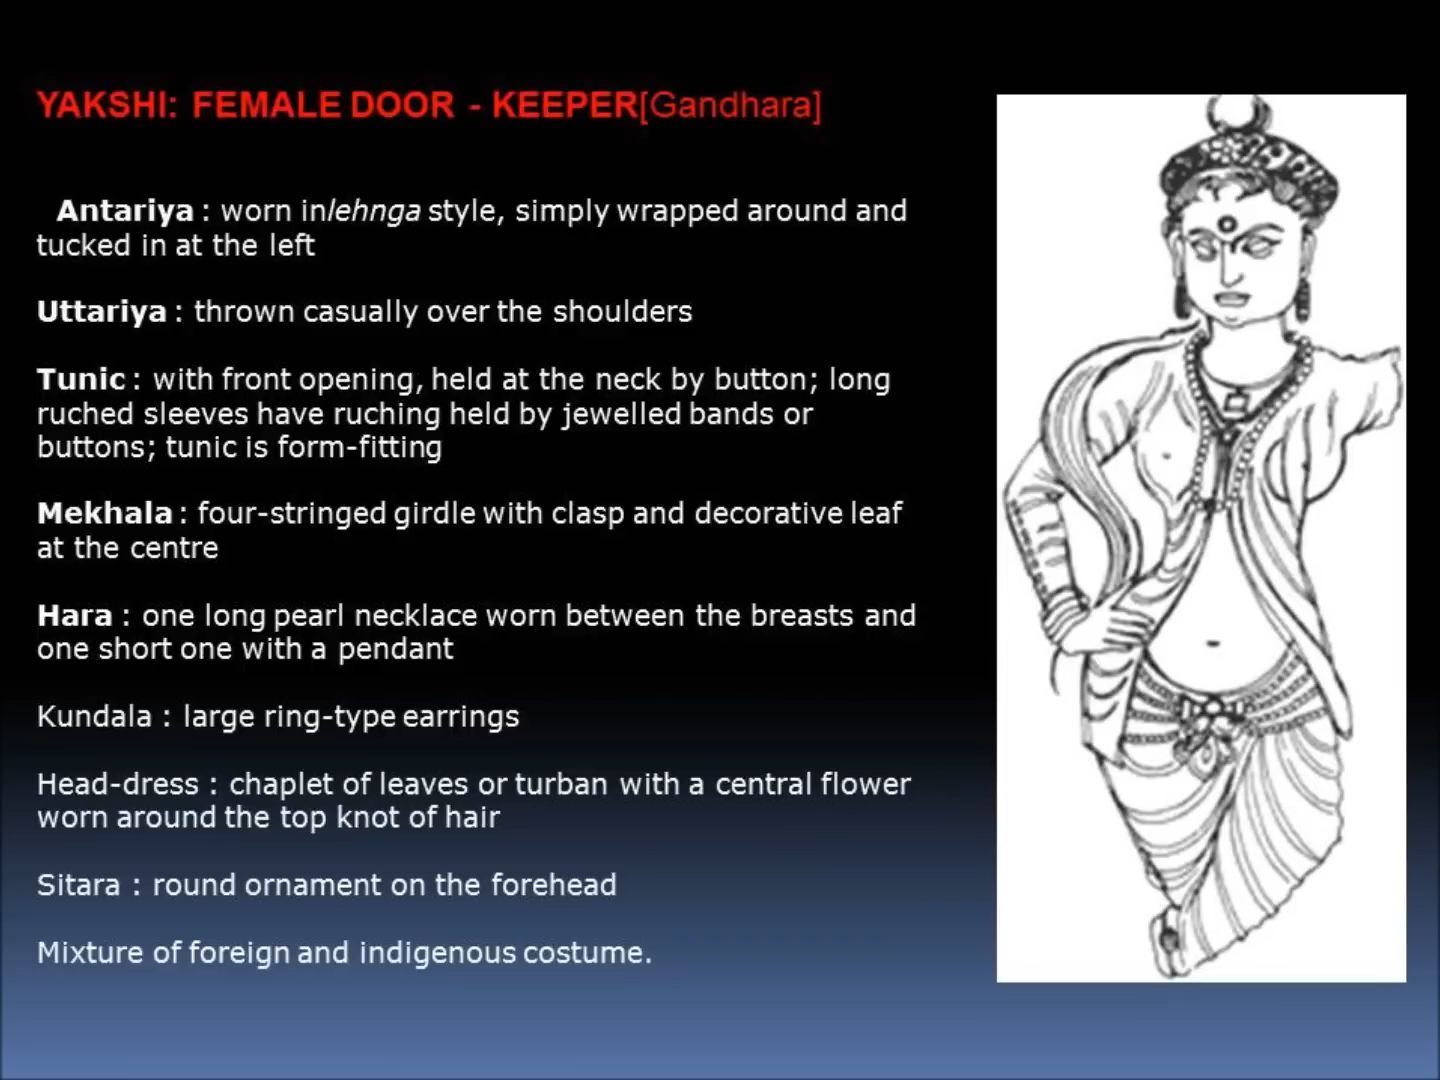 YAKSHI: FEMALE DOOR - KEEPER[Gandhara]
Antariya : worn inlehnga style, simply wrapped around and
tucked in at the left
Uttariya : thrown casually over the shoulders
Tunic : with front opening, held at the neck by button; long
ruched sleeves have ruching held by jewelled bands or
buttons; tunic is form-fitting
Mekhala : four-stringed girdle with clasp and decorative leaf
at the centre
Hara : one long pearl necklace worn between the breasts and
one short one with a pendant
Kundala : large ring-type earrings
Head-dress : chaplet of leaves or turban with a central flower
worn around the top knot of hair
Sitara : round ornament on the forehead
Mixture of foreign and indigenous costume.